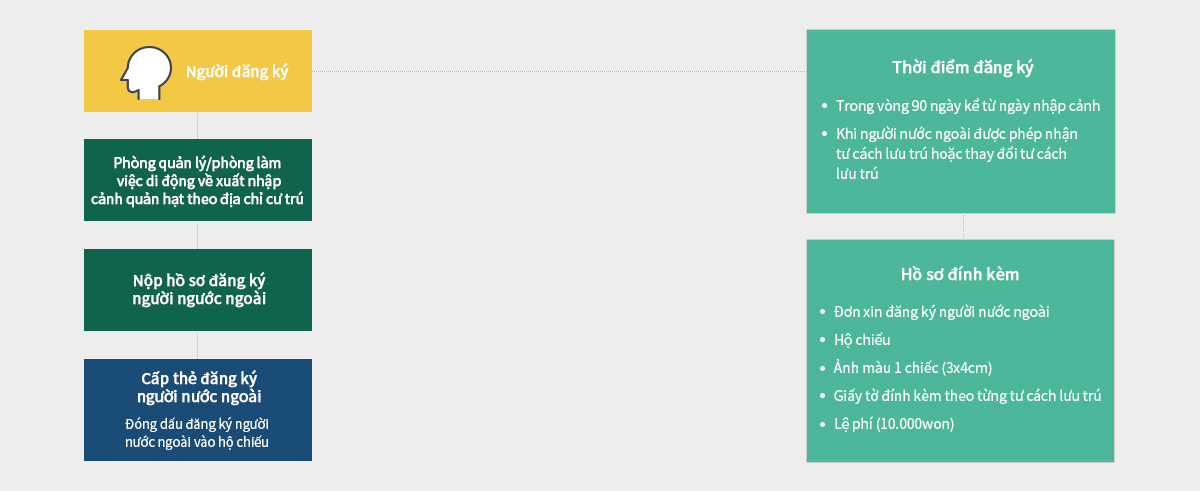 Người đăng ký
Phòng quản lý/phòng làm
việc di động về xuất nhập
cảnh quản hạt theo địa chỉ cư trú
Nộp hồ sơ đăng ký
người ngước ngoài
Cấp thẻ đăng ký
người nước ngoài
Đóng dấu đăng ký người
nước ngoài vào hộ chiếu
Thời điểm đăng ký
• Trong vòng 90 ngày kể từ ngày nhập cảnh
• Khi người nước ngoài được phép nhận
tư cách lưu trú hoặc thay đổi tư cách
lưu trú
Hồ sơ đính kèm
• Đơn xin đăng ký người nước ngoài
• Hộ chiếu
• Ảnh màu 1 chiếc (3x4cm)
• Giấy tờ đính kèm theo từng tư cách lưu trú
• Lệ phí (10.000won)